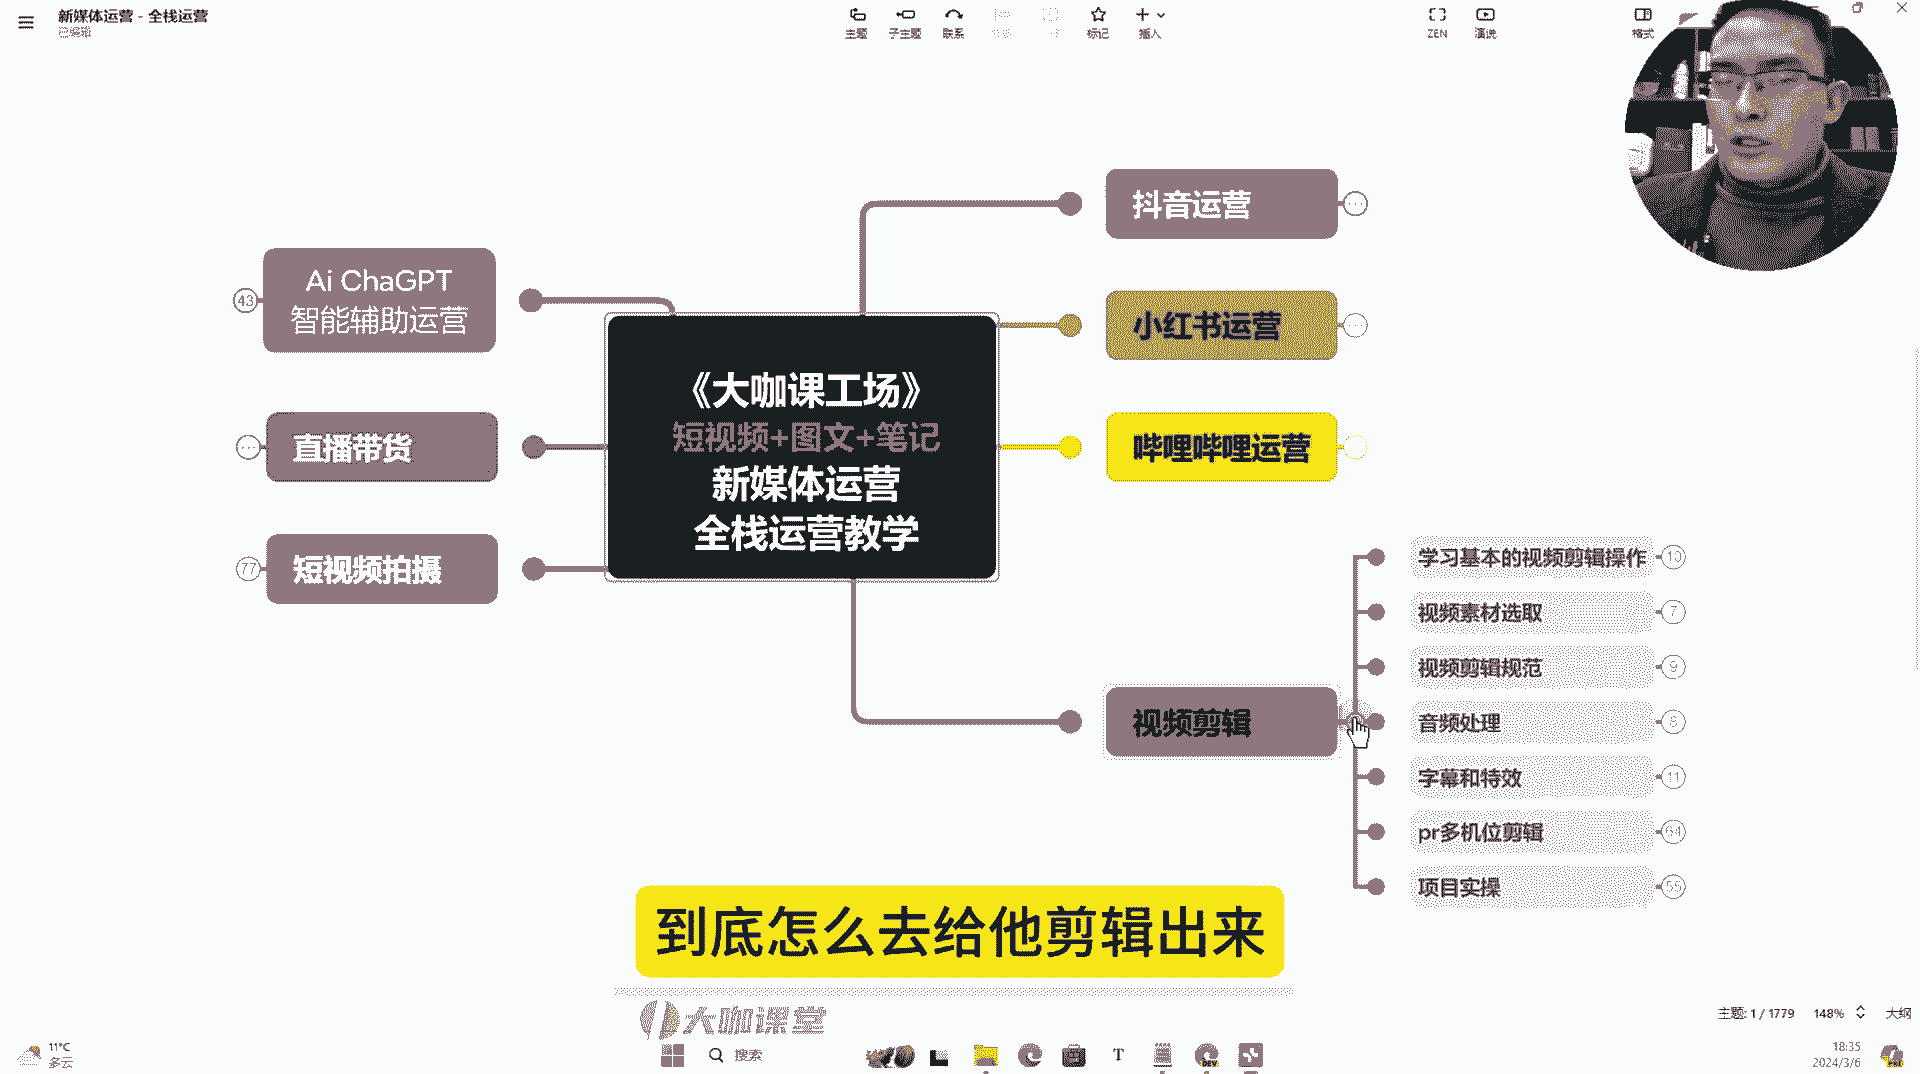 新媒体运营 - 全栈运营
已编辑
主题
子主题
联系
标记
插入
ZEN
演说
格式
Ai ChaGPT
智能辅助运营
43
直播带货
短视频拍摄
77
《大咖课工场》
短视频+图文+笔记
新媒体运营
全栈运营教学
抖音运营
小红书运营
哔哩哔哩运营
视频剪辑
学习基本的视频剪辑操作
10
视频素材选取
7
视频剪辑规范
9
音频处理
8
字幕和特效
11
pr多机位剪辑
64
项目实操
55
到底怎么去给他剪辑出来
大咖课堂
主题: 1 / 1779
148%
大纲
11°C
多云
搜索
T
DEV
18:35
2024/3/6